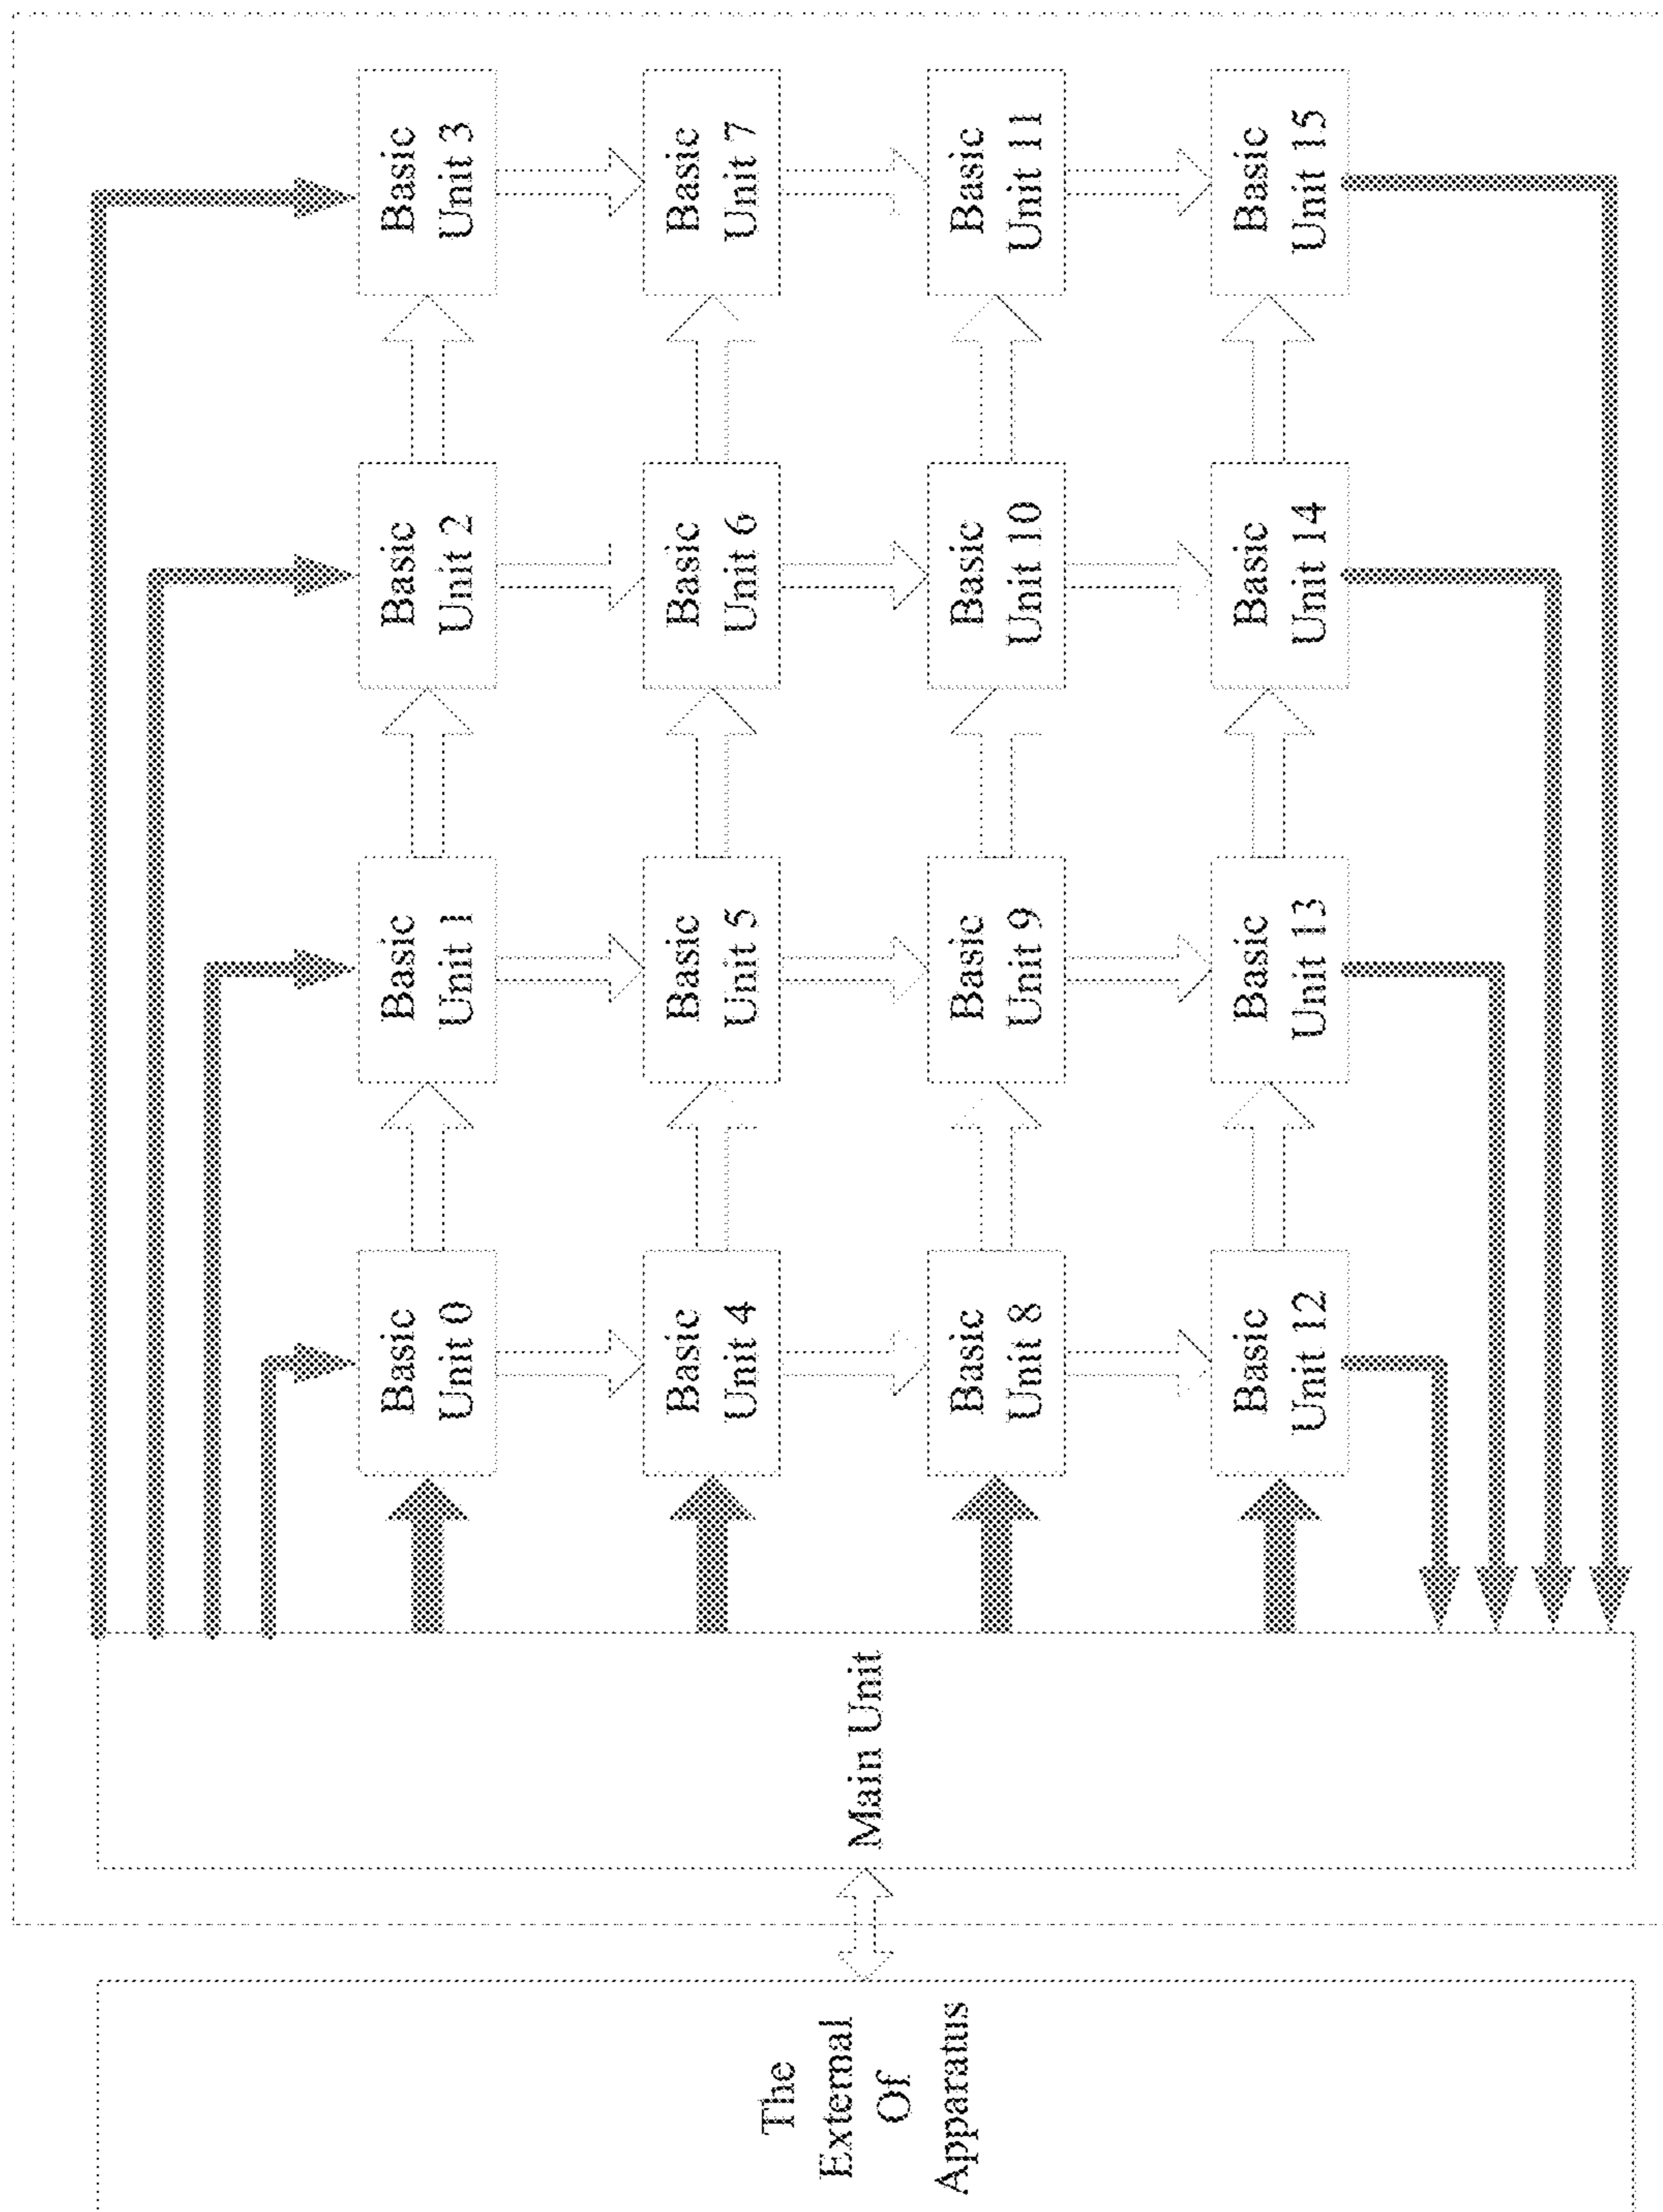 The
External
Of
Apparatus
Main Unit
Basic
Unit 0
Basic
Unit 1
Basic
Unit 2
Basic
Unit 3
Basic
Unit 4
Basic
Unit 5
Basic
Unit 6
Basic
Unit 7
Basic
Unit 8
Basic
Unit 9
Basic
Unit 10
Basic
Unit 11
Basic
Unit 12
Basic
Unit 13
Basic
Unit 14
Basic
Unit 15